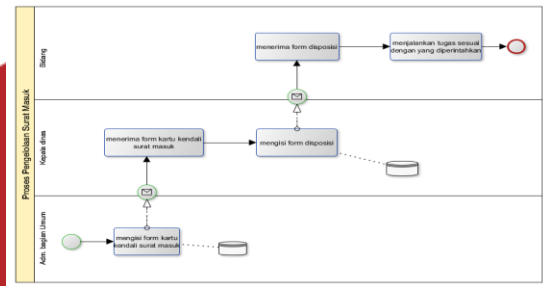 Proses Pengelolaan Surat Masuk
Bidang
menerima form disposisi
menjalankan tugas sesuai
dengan yang diperintahkan
Kepala dinas
menerima form kartu kendali
surat masuk
mengisi form disposisi
Adm. bagian Umum
mengisi form kartu
kendali surat masuk